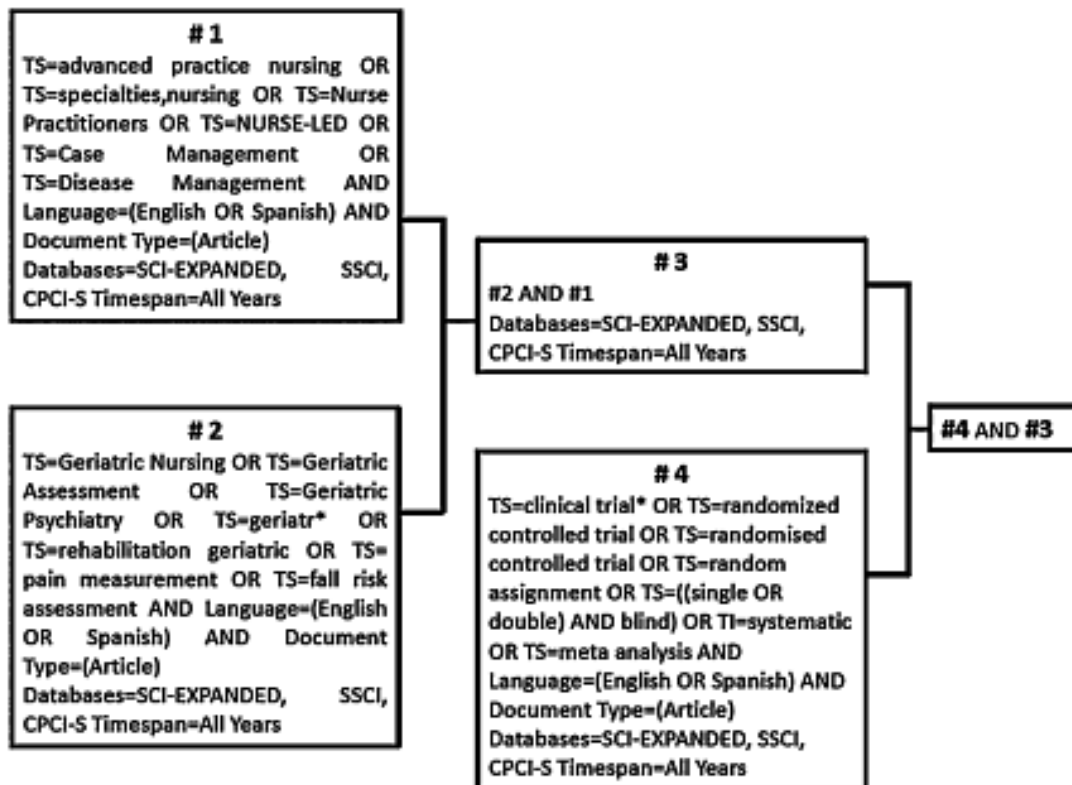 # 1
TS=advanced practice nursing OR
TS=specialties,nursing OR TS=Nurse
Practitioners OR TS=NURSE-LED OR
TS=Case Management OR
TS=Disease Management AND
Language=(English OR Spanish) AND
Document Type=(Article)
Databases=SCI-EXPANDED, SSCI,
CPCI-S Timespan=All Years
# 2
TS=Geriatric Nursing OR TS=Geriatric
Assessment OR TS=Geriatric
Psychiatry OR TS=geriatr* OR
TS=rehabilitation geriatric OR TS=
pain measurement OR TS=fall risk
assessment AND Language=(English
OR Spanish) AND Document
Type=(Article)
Databases=SCI-EXPANDED, SSCI,
CPCI-S Timespan=All Years
# 3
#2 AND #1
Databases=SCI-EXPANDED, SSCI,
CPCI-S Timespan=All Years
# 4
TS=clinical trial* OR TS=randomized
controlled trial OR TS=randomised
controlled trial OR TS=random
assignment OR TS=((single OR
double) AND blind) OR TI=systematic
OR TS=meta analysis AND
Language=(English OR Spanish) AND
Document Type=(Article)
Databases=SCI-EXPANDED, SSCI,
CPCI-S Timespan=All Years
#4 AND #3